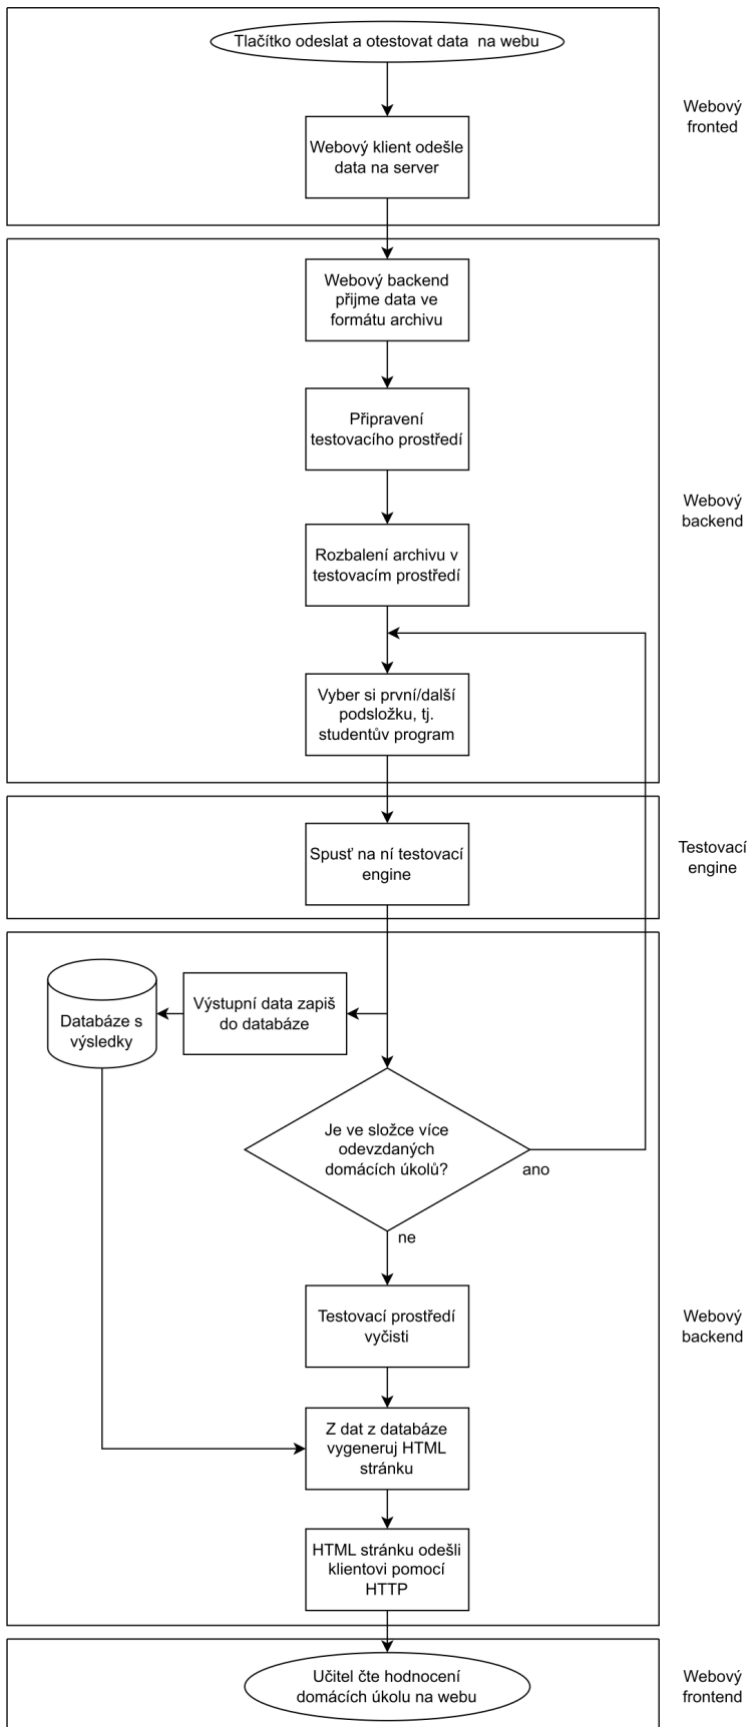 Tlačítko odeslat a otestovat data na webu
Webový
fronted
Webový klient odešle
data na server
Webový backend
přijme data ve
formátu archivu
Připravení
testovacího prostředí
Webový
backend
Rozbalení archivu v
testovacím prostředí
Vyber si první/další
podsložku, tj.
studentův program
Spusť na ní testovací
engine
Testovací
engine
Výstupní data zapiš
do databáze
Databáze s
výsledky
Je ve složce více
odevzdaných
domácích úkolů?
ano
ne
Testovací prostředí
vyčisti
Webový
backend
Z dat z databáze
vygeneruj HTML
stránku
HTML stránku odešli
klientovi pomocí
HTTP
Učitel čte hodnocení
domácích úkolu na webu
Webový
frontend